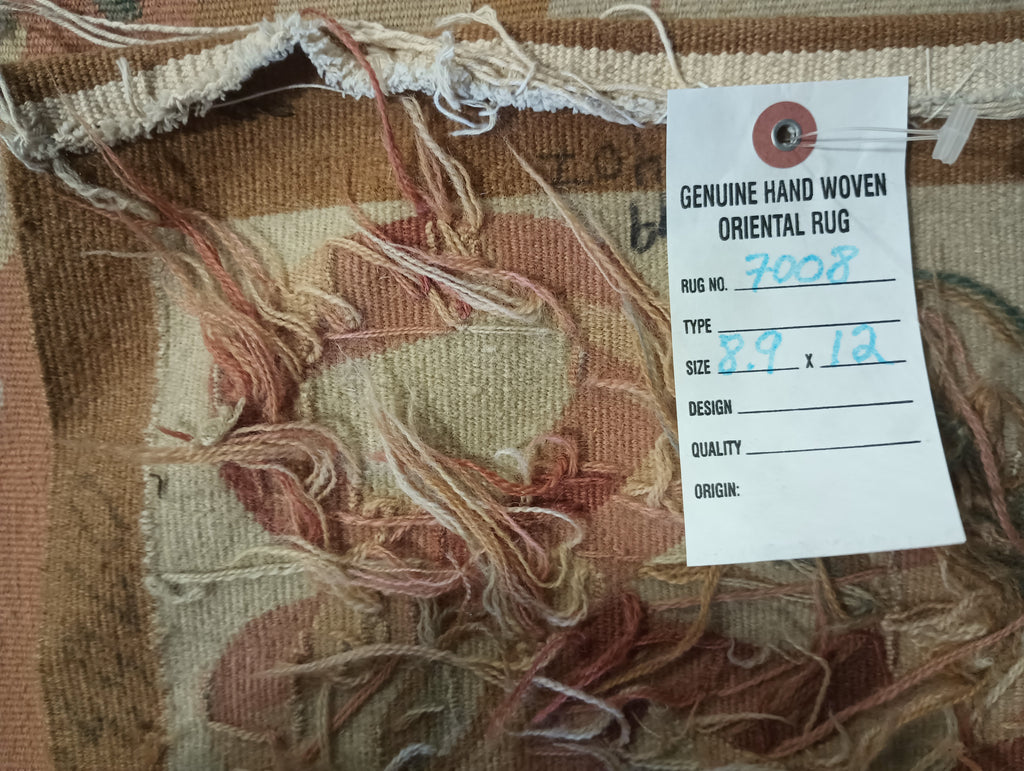 GENUINE HAND WOVEN
ORIENTAL RUG
RUG NO. 7008
TYPE
SIZE 8.9 X 12
DESIGN
QUALITY
ORIGIN: